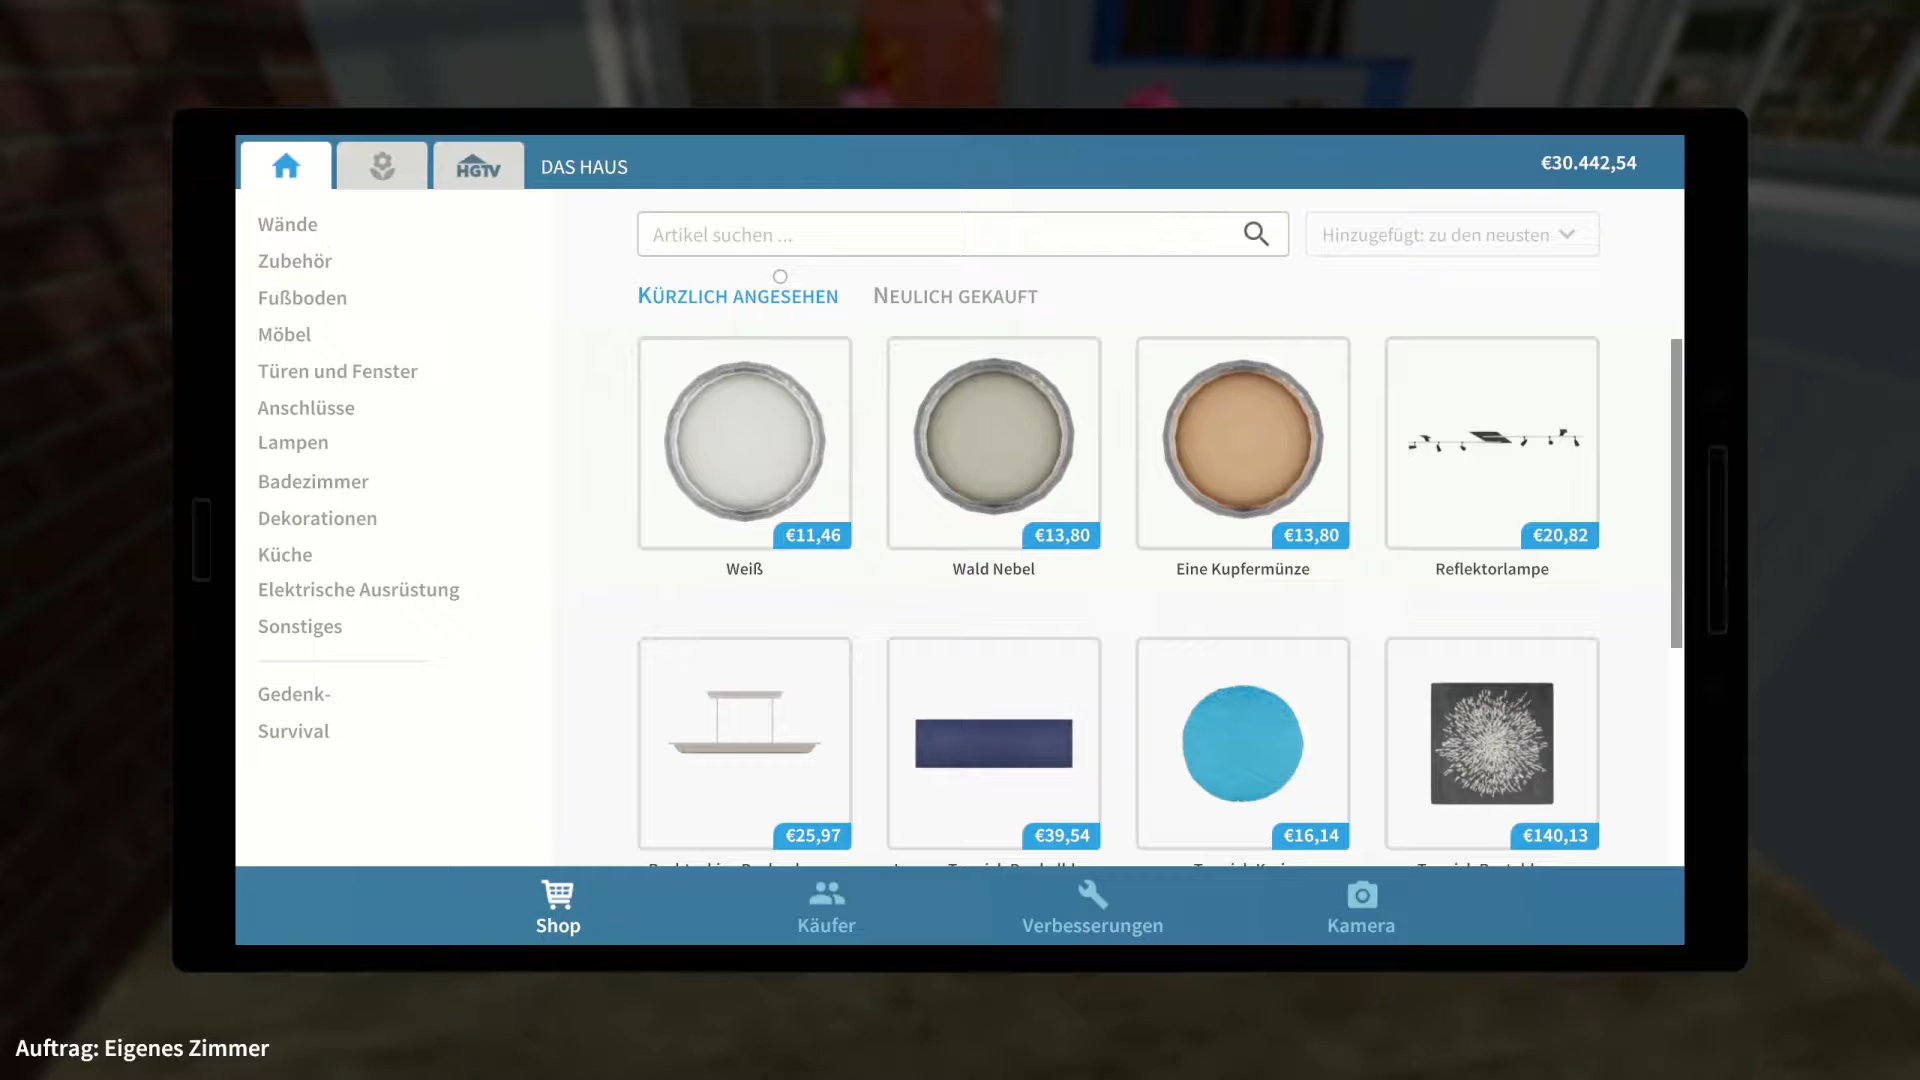 HGTV
DAS HAUS
€30.442,54
Wände
Zubehör
Fußboden
Möbel
Türen und Fenster
Anschlüsse
Lampen
Badezimmer
Dekorationen
Küche
Elektrische Ausrüstung
Sonstiges
Gedenk-
Survival
Artikel suchen ...
Hinzugefügt: zu den neusten
KÜRZLICH ANGESEHEN
NEULICH GEKAUFT
€11,46
€13,80
€13,80
€20,82
Weiß
Wald Nebel
Eine Kupfermünze
Reflektorlampe
€25,97
€39,54
€16,14
€140,13
Shop
Käufer
Verbesserungen
Kamera
Auftrag: Eigenes Zimmer